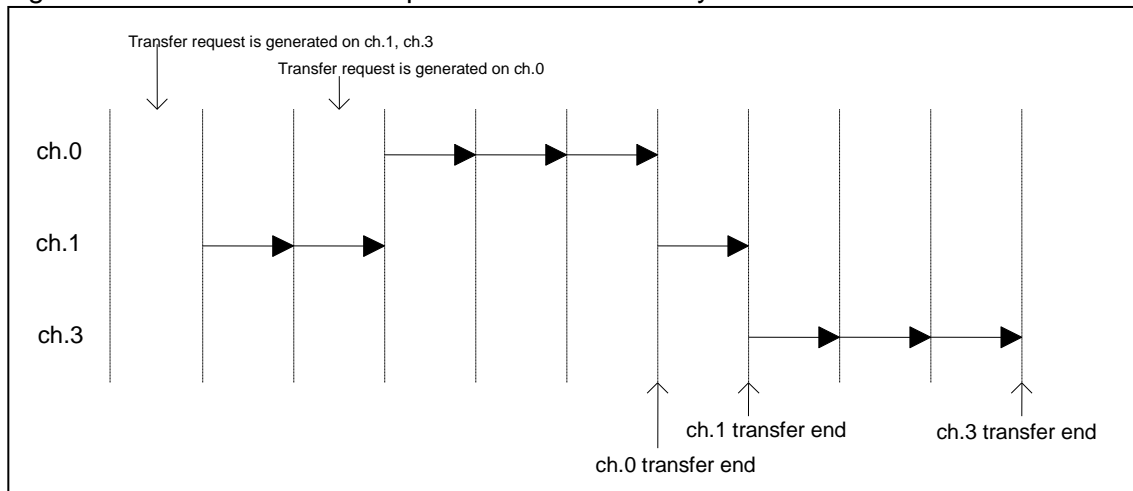 Transfer request is generated on ch.1, ch.3
Transfer request is generated on ch.0
ch.0
ch.1
ch.3
ch.1 transfer end
ch.3 transfer end
ch.0 transfer end